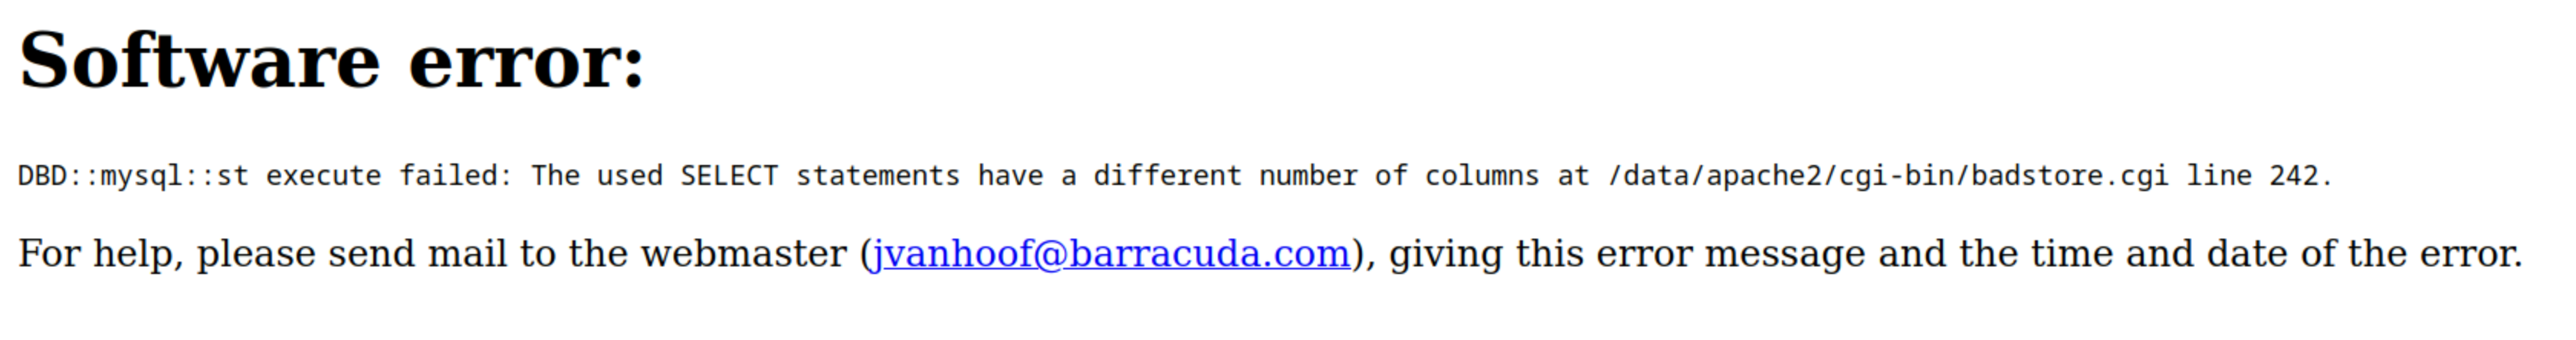 Software error:
DBD::mysql::st execute failed: The used SELECT statements have a different number of columns at /data/apache2/cgi-bin/badstore.cgi line 242.
For help, please send mail to the webmaster (jvanhoof@barracuda.com), giving this error message and the time and date of the error.